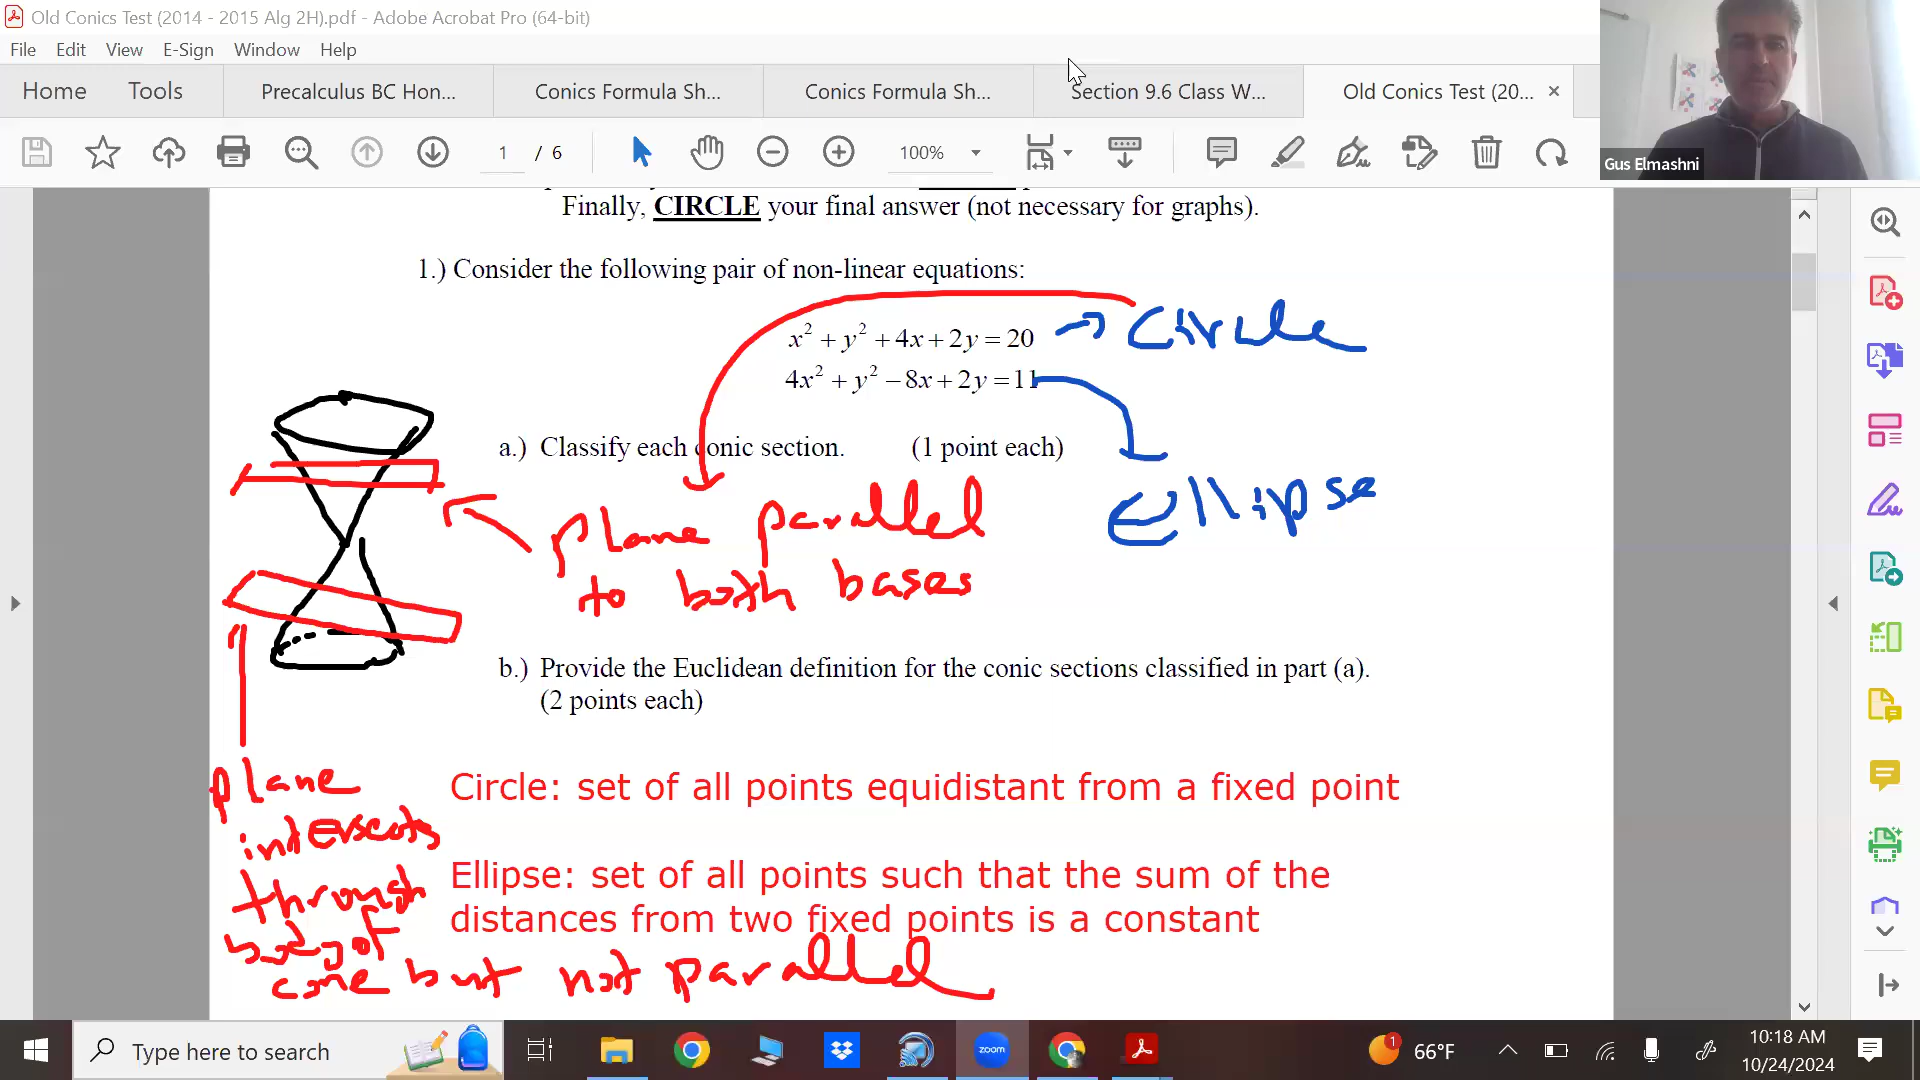 Old Conics Test (2014 - 2015 Alg 2H).pdf - Adobe Acrobat Pro (64-bit)
File Edit View E-Sign Window Help
Home Tools Precalculus BC Hon... Conics Formula Sh... Conics Formula Sh... Section 9.6 Class W... Old Conics Test (20... ×
1 / 6 100%
Gus Elmashni
Finally, CIRCLE your final answer (not necessary for graphs).
1.) Consider the following pair of non-linear equations:
x² + y² + 4x + 2y = 20 → Circle
4x² + y² − 8x + 2y = 11
Ellipse
a.) Classify each conic section. (1 point each)
plane parallel
to both bases
b.) Provide the Euclidean definition for the conic sections classified in part (a).
(2 points each)
plane
intersects
through
body of
cone but not parallel
Circle: set of all points equidistant from a fixed point
Ellipse: set of all points such that the sum of the
distances from two fixed points is a constant
Type here to search
zoom
1
66°F
10:18 AM
10/24/2024